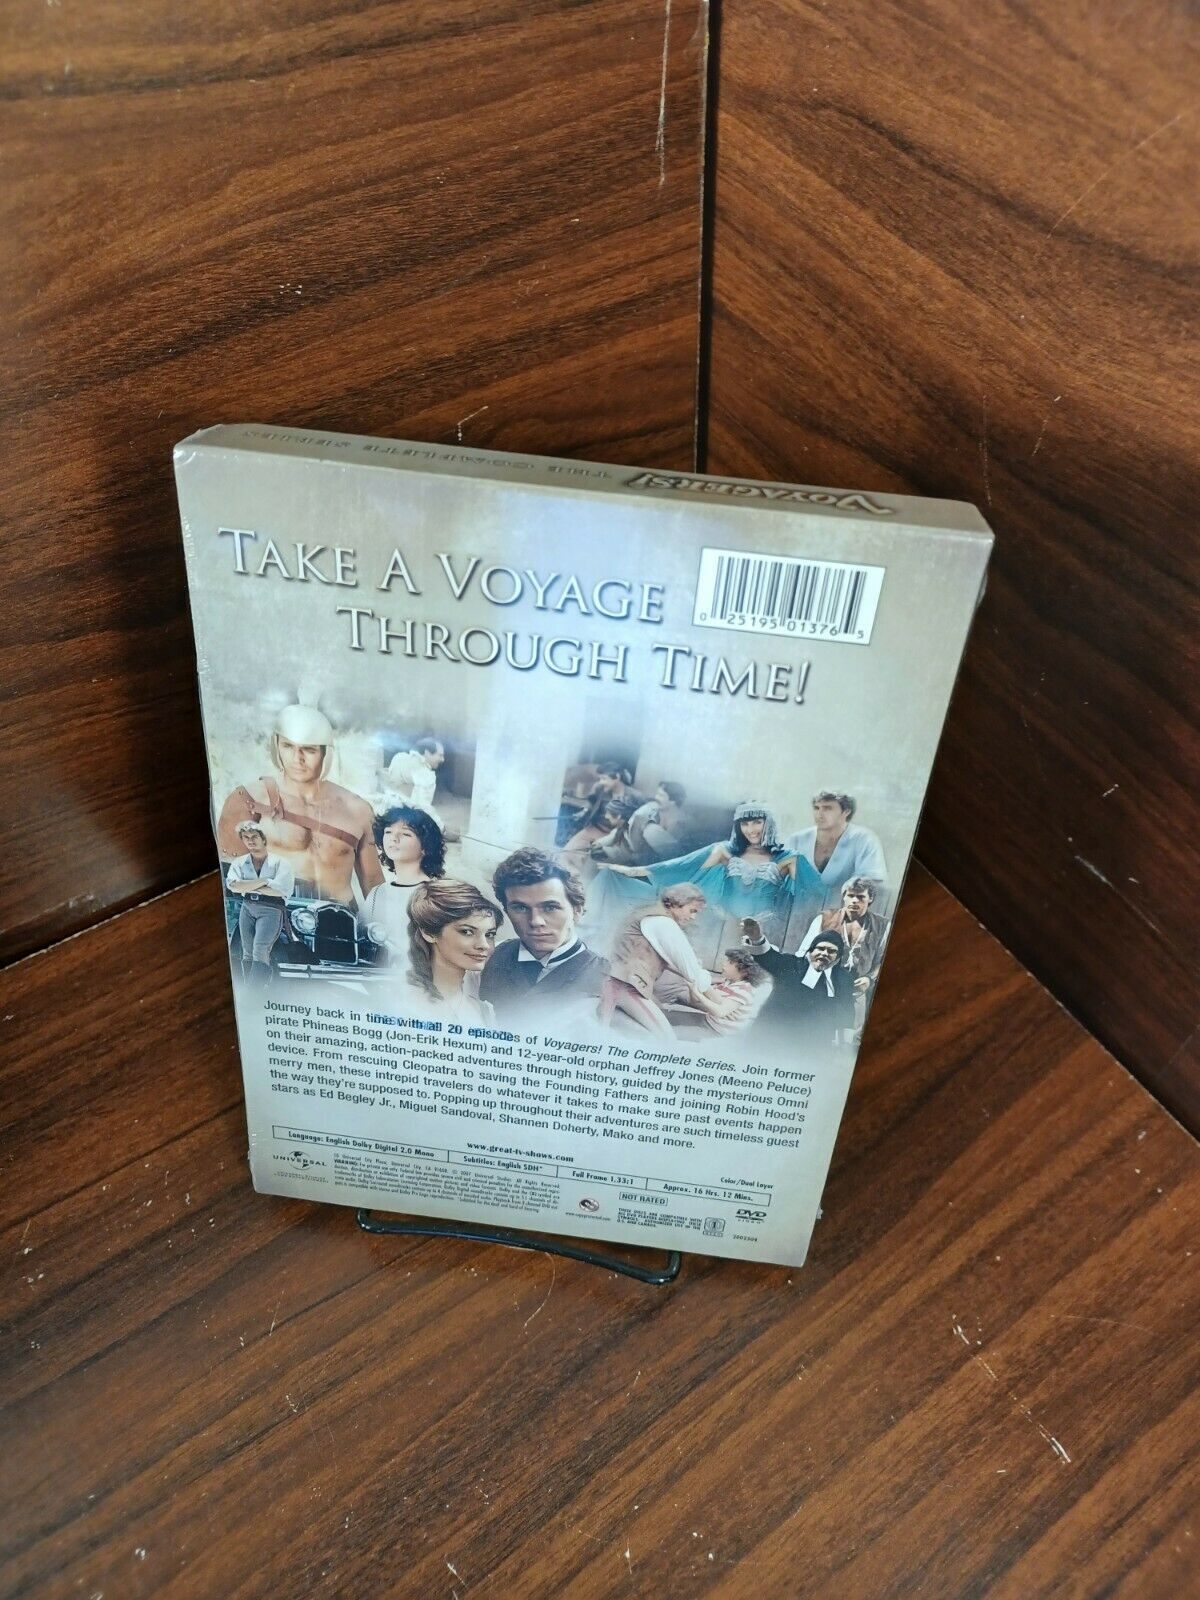 VOYAGERS! THE COMPLETE SERIES
TAKE A VOYAGE
THROUGH TIME!
0 25195 01376 5
Journey back in time with all 20 episodes of Voyagers! The Complete Series. Join former
pirate Phineas Bogg (Jon-Erik Hexum) and 12-year-old orphan Jeffrey Jones (Meeno Peluce)
on their amazing, action-packed adventures through history, guided by the mysterious Omni
device. From rescuing Cleopatra to saving the Founding Fathers and joining Robin Hood's
merry men, these intrepid travelers do whatever it takes to make sure past events happen
the way they're supposed to. Popping up throughout their adventures are such timeless guest
stars as Ed Begley Jr., Miguel Sandoval, Shannen Doherty, Mako and more.
www.great-tv-shows.com
Language: English Dolby Digital 2.0 Mono
Subtitles: English SDH*
Full Frame 1.33:1
Color/Dual Layer
Approx. 16 Hrs. 12 Mins.
UNIVERSAL
NOT RATED
DVD
VIDEO
2002508